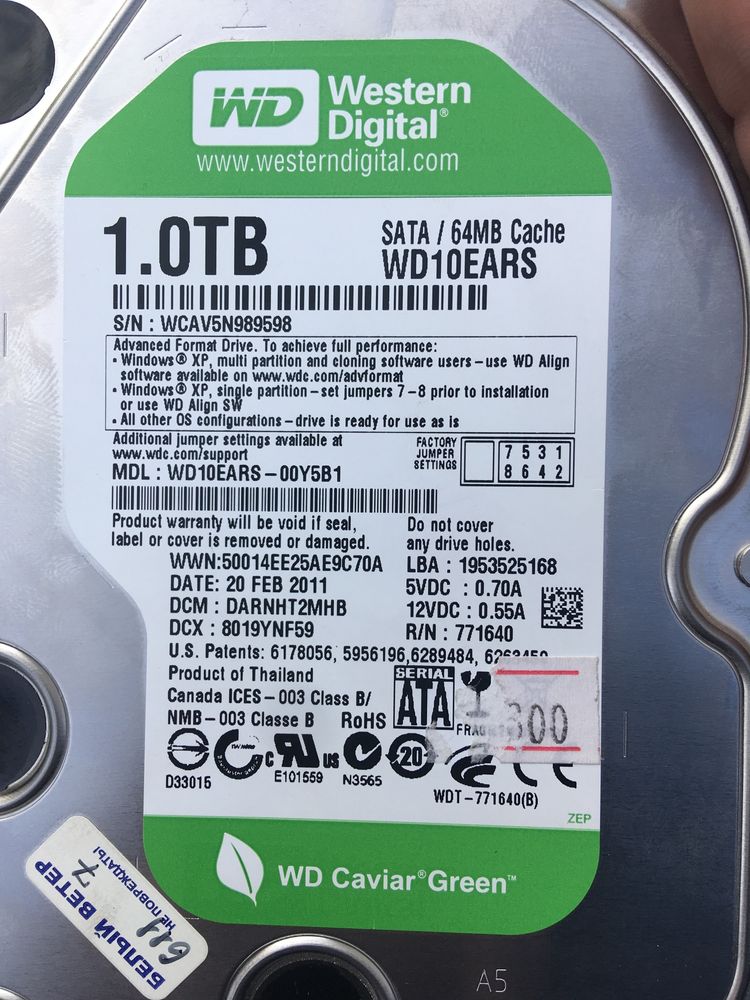 WD Western
Digital®
www.westerndigital.com
1.0TB
SATA / 64MB Cache
WD10EARS
S/N : WCAV5N989598
Advanced Format Drive. To achieve full performance:
• Windows® XP, multi partition and cloning software users – use WD Align
software available on www.wdc.com/advformat
• Windows® XP, single partition – set jumpers 7 – 8 prior to installation
or use WD Align SW
• All other OS configurations – drive is ready for use as is
Additional jumper settings available at
www.wdc.com/support
FACTORY
JUMPER
SETTINGS
7 5 3 1
8 6 4 2
MDL : WD10EARS – 00Y5B1
Product warranty will be void if seal,
label or cover is removed or damaged.
Do not cover
any drive holes.
WWN:50014EE25AE9C70A
DATE: 20 FEB 2011
DCM : DARNHT2MHB
DCX : 8019YNF59
LBA : 1953525168
5VDC : 0.70A
12VDC : 0.55A
R/N : 771640
U.S. Patents: 6178056, 5956196,6289484,
Product of Thailand
Canada ICES – 003 Class B/
NMB – 003 Classe B RoHS
SERIAL
ATA
300
D33015
c us
E101559
N3565
20
WDT – 771640(B)
ZEP
WD Caviar®Green™
БЕЛЫЙ ВЕТЕР
НЕ ПОВРЕЖДАТЬ!
7
A5